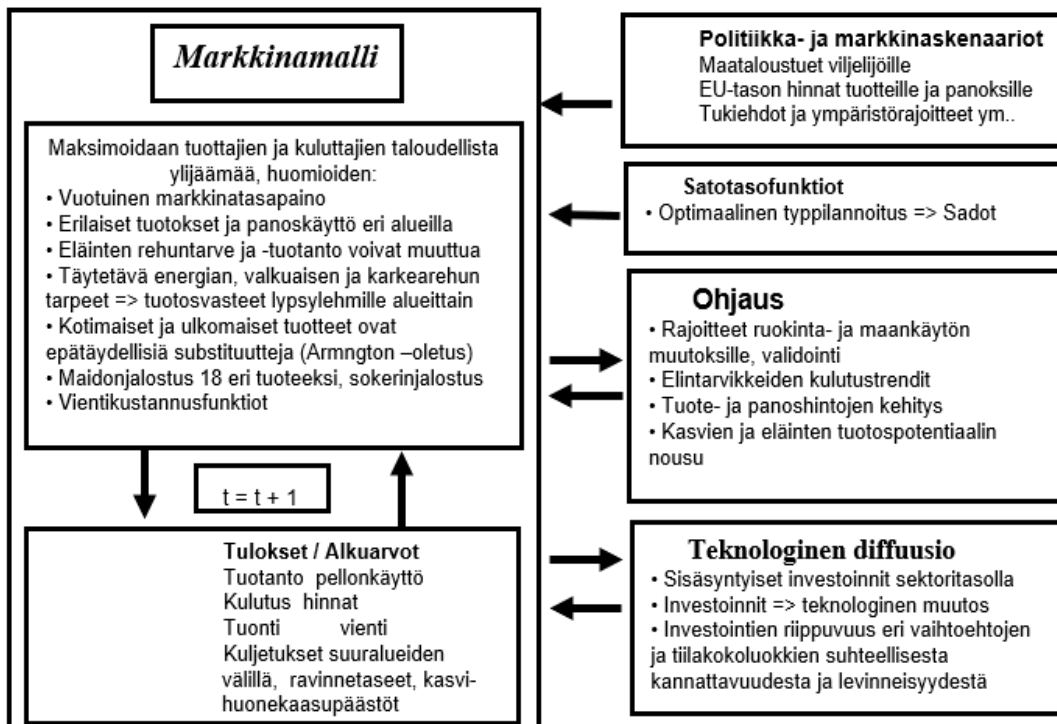 Markkinamalli
Maksimoidaan tuottajien ja kuluttajien taloudellista
ylijäämää, huomioiden:
• Vuotuinen markkinatasapaino
• Erilaiset tuotokset ja panoskäyttö eri alueilla
• Eläinten rehuntarve ja -tuotanto voivat muuttua
• Täytetävä energian, valkuaisen ja karkearehun
tarpeet => tuotosvasteet lypsylehmille alueittain
• Kotimaiset ja ulkomaiset tuotteet ovat
epätäydellisiä substituutteja (Armngton –oletus)
• Maidonjalostus 18 eri tuoteeksi, sokerinjalostus
• Vientikustannusfunktiot
t = t + 1
Tulokset / Alkuarvot
Tuotanto pellonkäyttö
Kulutus hinnat
Tuonti vienti
Kuljetukset suuralueiden
välillä, ravinnetaseet, kasvi-
huonekaasupäästöt
Politiikka- ja markkinaskenaariot
Maataloustuet viljelijöille
EU-tason hinnat tuotteille ja panoksille
Tukiehdot ja ympäristörajoitteet ym..
Satotasofunktiot
• Optimaalinen typpilannoitus => Sadot
Ohjaus
• Rajoitteet ruokinta- ja maankäytön
muutoksille, validointi
• Elintarvikkeiden kulutustrendit
• Tuote- ja panoshintojen kehitys
• Kasvien ja eläinten tuotospotentiaalin
nousu
Teknologinen diffuusio
• Sisäsyntyiset investoinnit sektoritasolla
• Investoinnit => teknologinen muutos
• Investointien riippuvuus eri vaihtoehtojen
ja tiilakokoluokkien suhteellisesta
kannattavuudesta ja levinneisyydestä